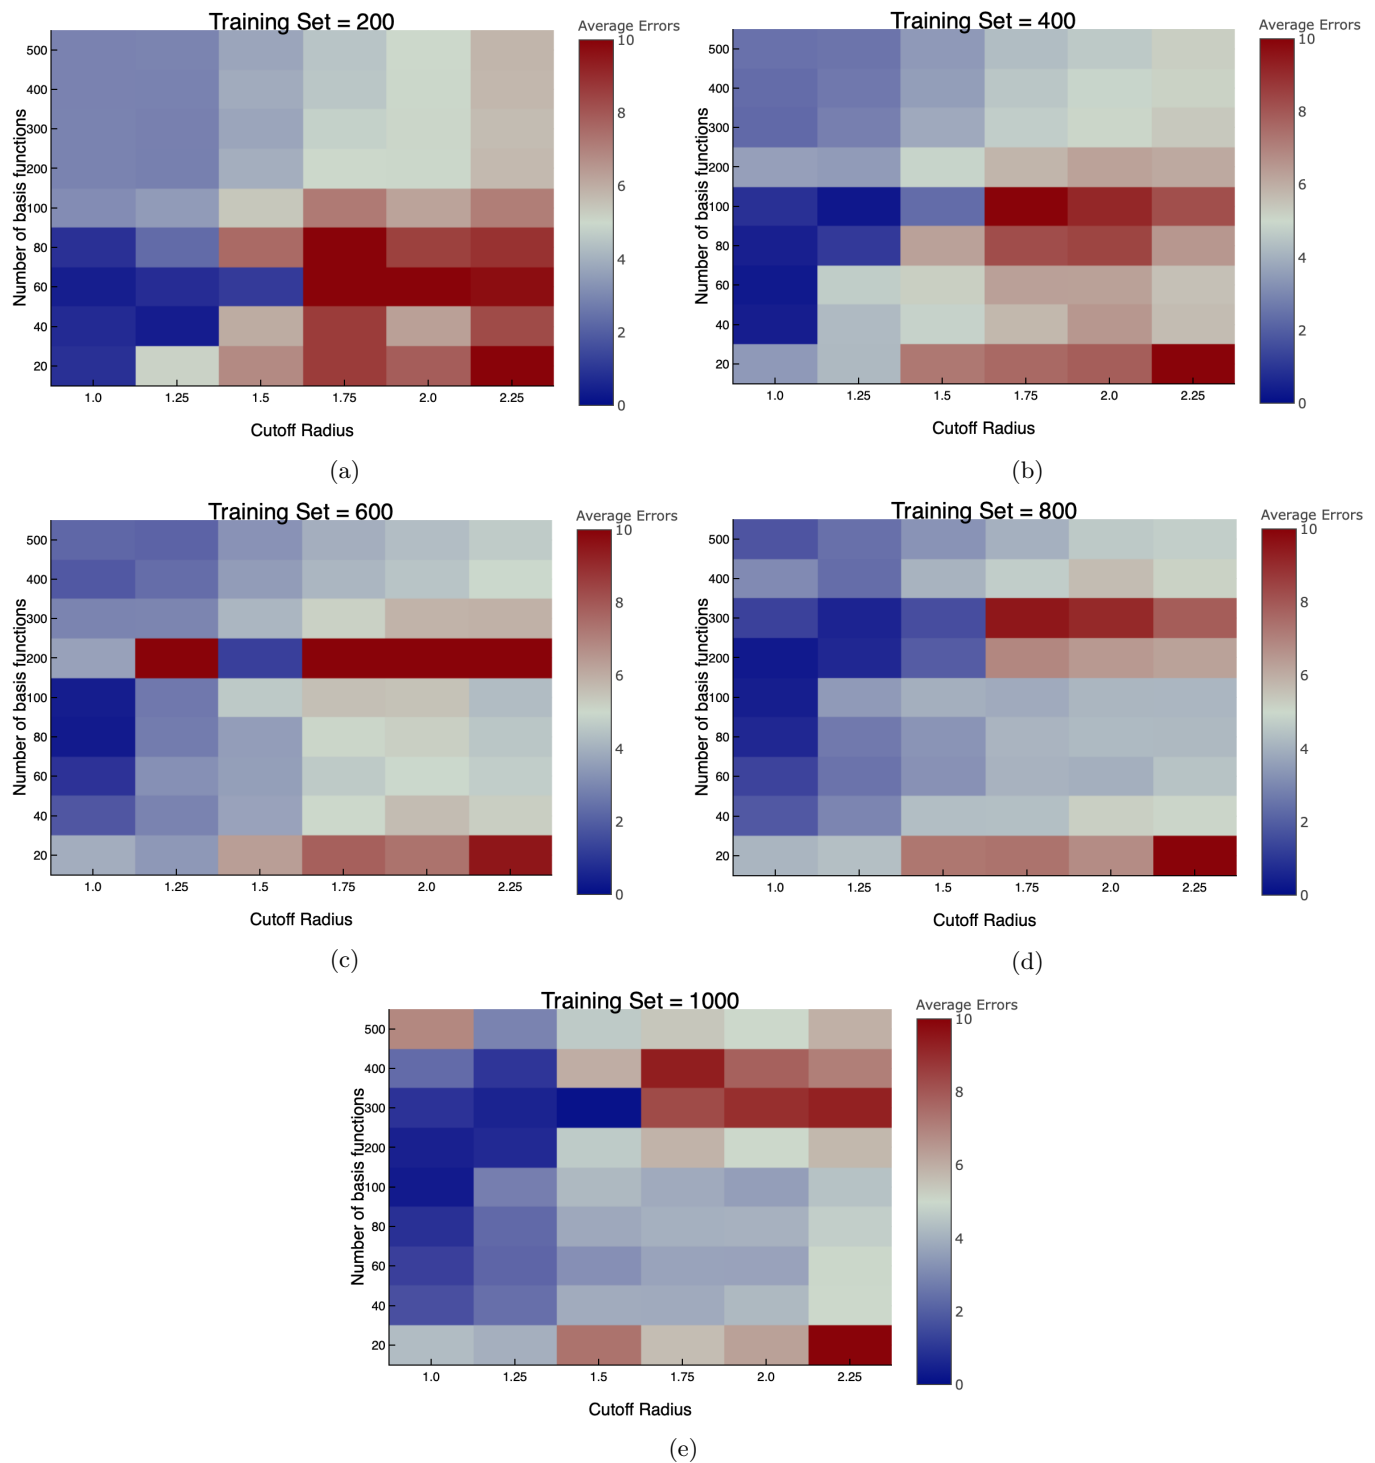 Training Set = 200
Average Errors
Number of basis functions
500
400
300
200
100
80
60
40
20
1.0 1.25 1.5 1.75 2.0 2.25
Cutoff Radius
10
8
6
4
2
0
(a)
Training Set = 400
Average Errors
Number of basis functions
500
400
300
200
100
80
60
40
20
1.0 1.25 1.5 1.75 2.0 2.25
Cutoff Radius
10
8
6
4
2
0
(b)
Training Set = 600
Average Errors
Number of basis functions
500
400
300
200
100
80
60
40
20
1.0 1.25 1.5 1.75 2.0 2.25
Cutoff Radius
10
8
6
4
2
0
(c)
Training Set = 800
Average Errors
Number of basis functions
500
400
300
200
100
80
60
40
20
1.0 1.25 1.5 1.75 2.0 2.25
Cutoff Radius
10
8
6
4
2
0
(d)
Training Set = 1000
Average Errors
Number of basis functions
500
400
300
200
100
80
60
40
20
1.0 1.25 1.5 1.75 2.0 2.25
Cutoff Radius
10
8
6
4
2
0
(e)